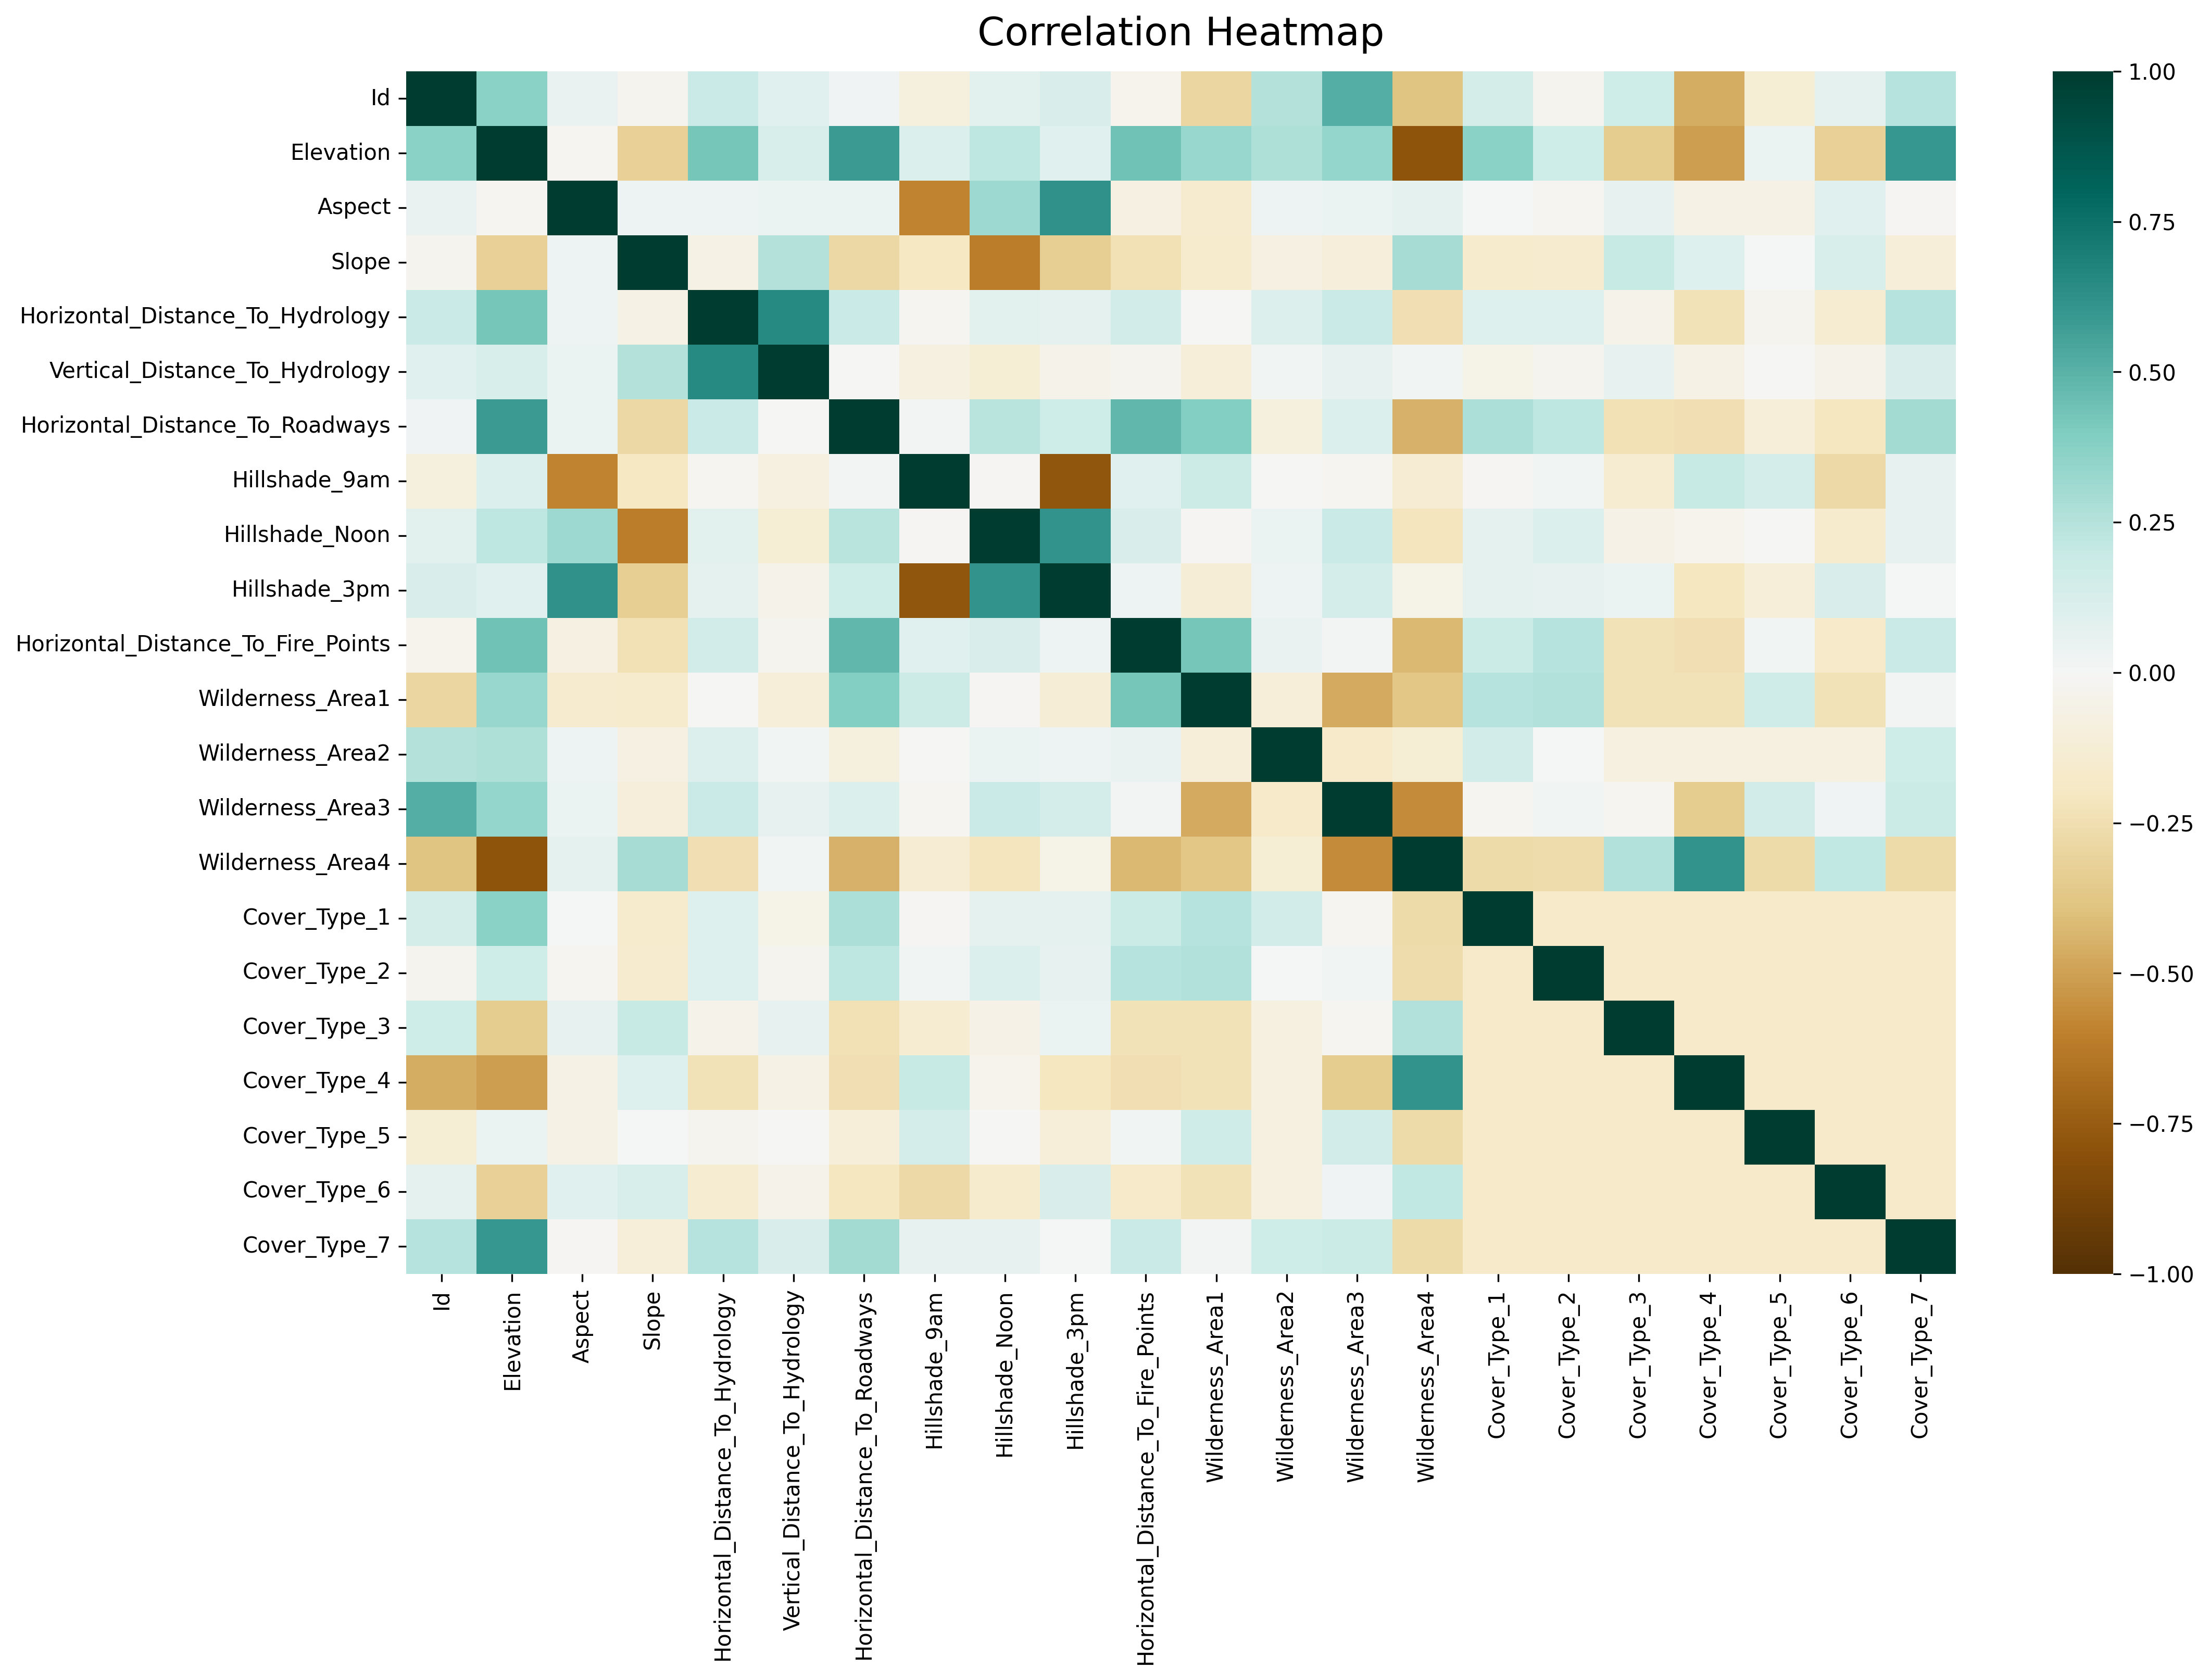 Correlation Heatmap
Id
Elevation
Aspect
Slope
Horizontal_Distance_To_Hydrology
Vertical_Distance_To_Hydrology
Horizontal_Distance_To_Roadways
Hillshade_9am
Hillshade_Noon
Hillshade_3pm
Horizontal_Distance_To_Fire_Points
Wilderness_Area1
Wilderness_Area2
Wilderness_Area3
Wilderness_Area4
Cover_Type_1
Cover_Type_2
Cover_Type_3
Cover_Type_4
Cover_Type_5
Cover_Type_6
Cover_Type_7
Id
Elevation
Aspect
Slope
Horizontal_Distance_To_Hydrology
Vertical_Distance_To_Hydrology
Horizontal_Distance_To_Roadways
Hillshade_9am
Hillshade_Noon
Hillshade_3pm
Horizontal_Distance_To_Fire_Points
Wilderness_Area1
Wilderness_Area2
Wilderness_Area3
Wilderness_Area4
Cover_Type_1
Cover_Type_2
Cover_Type_3
Cover_Type_4
Cover_Type_5
Cover_Type_6
Cover_Type_7
1.00
0.75
0.50
0.25
0.00
−0.25
−0.50
−0.75
−1.00